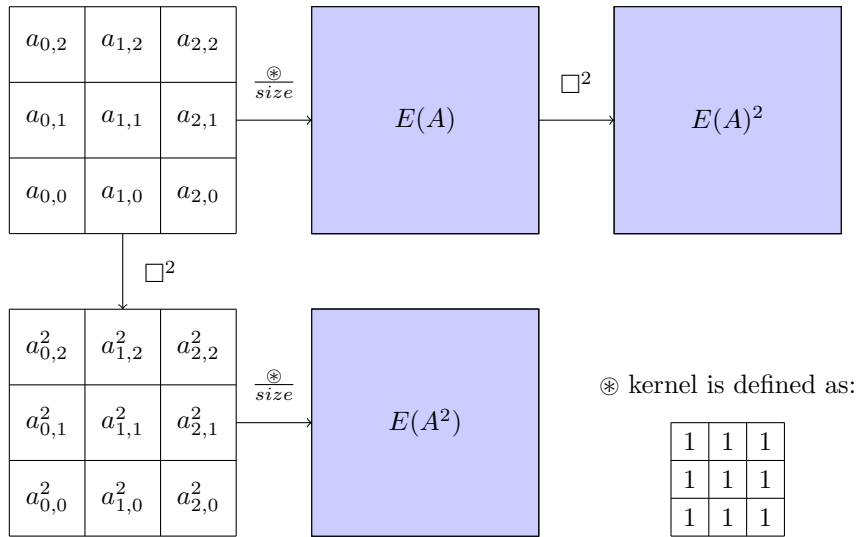 a_{0,2} a_{1,2} a_{2,2}
a_{0,1} a_{1,1} a_{2,1}
a_{0,0} a_{1,0} a_{2,0}
⊛/size
E(A)
□²
E(A)²
□²
a²_{0,2} a²_{1,2} a²_{2,2}
a²_{0,1} a²_{1,1} a²_{2,1}
a²_{0,0} a²_{1,0} a²_{2,0}
⊛/size
E(A²)
⊛ kernel is defined as:
1 1 1
1 1 1
1 1 1